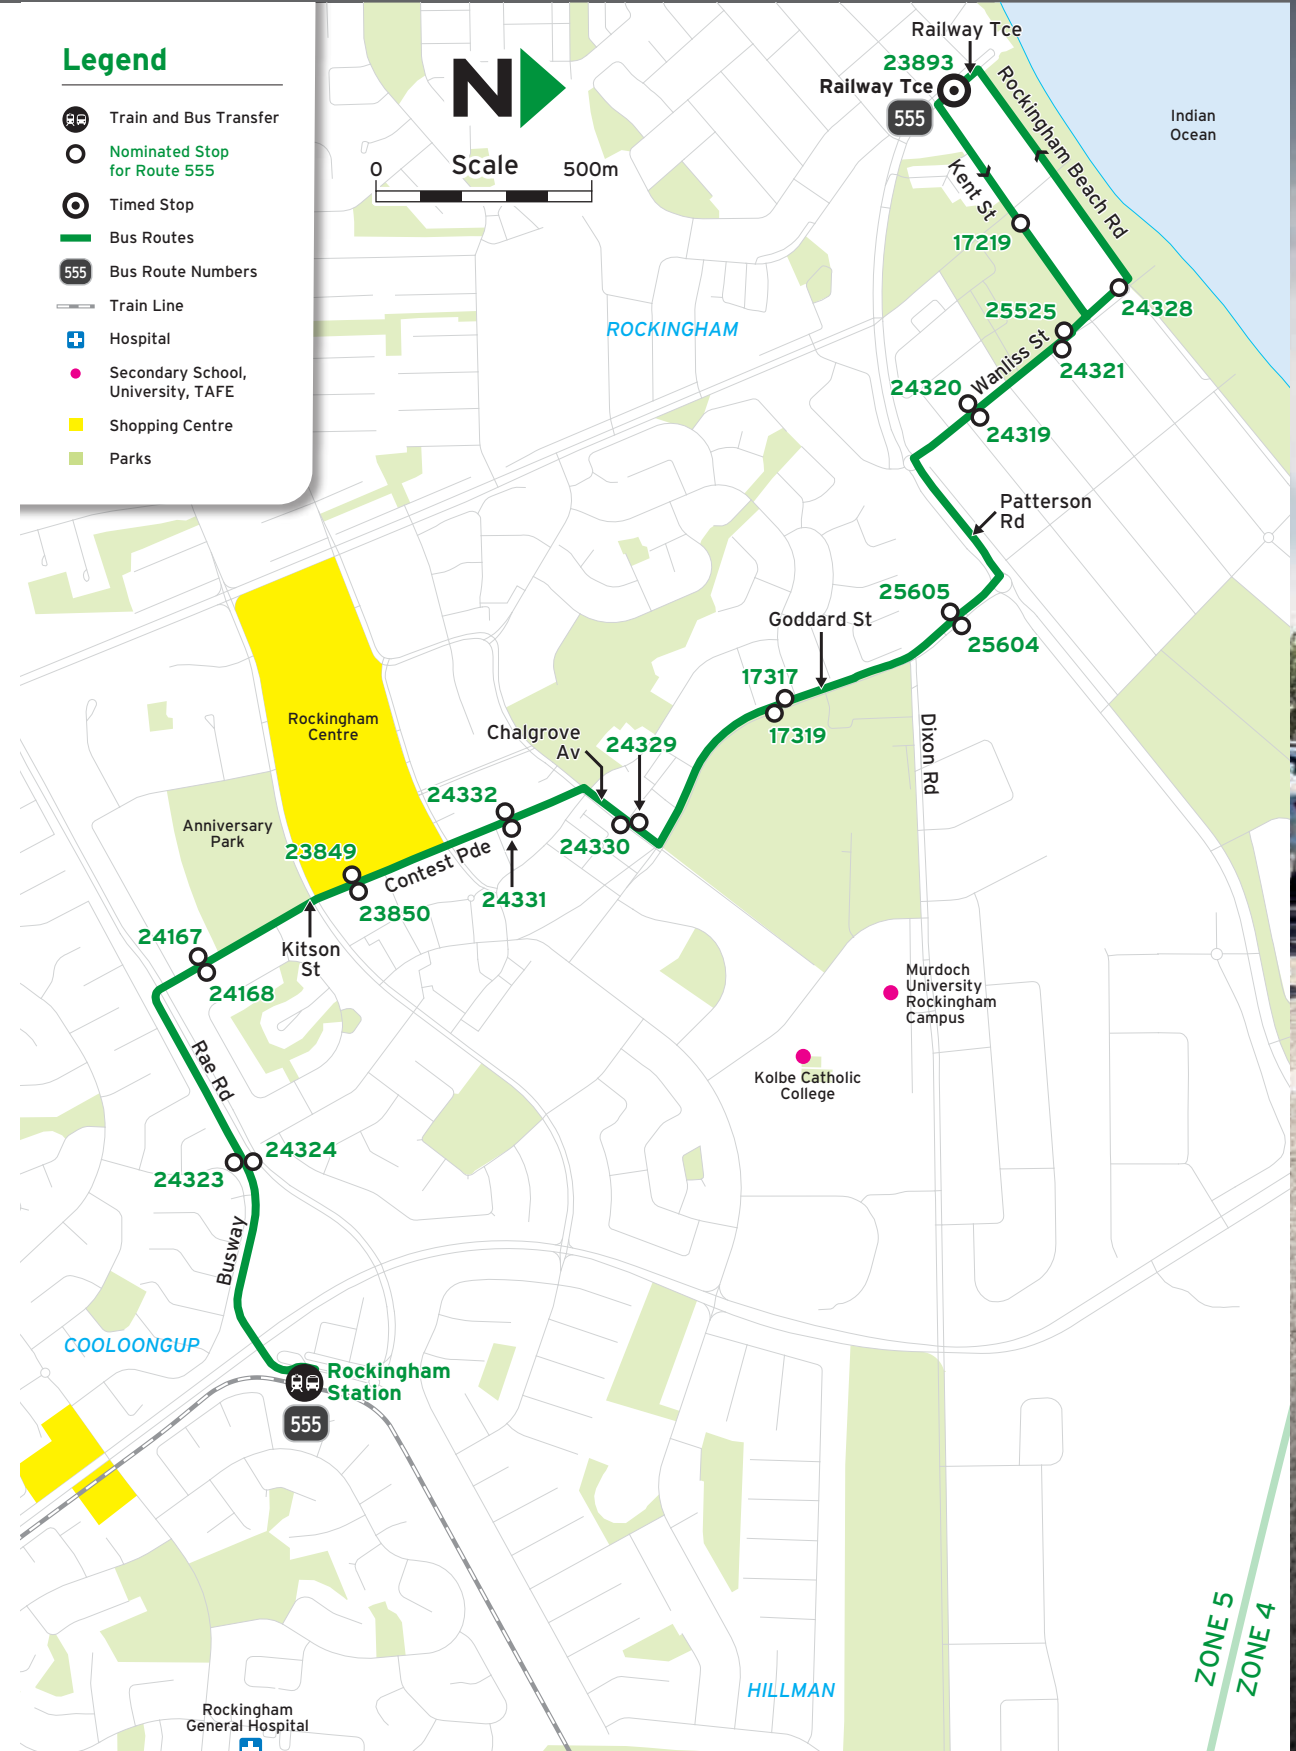 Legend
Train and Bus Transfer
Nominated Stop
for Route 555
Timed Stop
Bus Routes
555
Bus Route Numbers
Train Line
Hospital
Secondary School,
University, TAFE
Shopping Centre
Parks
N
Scale
0
500m
Railway Tce
23893
Railway Tce
555
Rockingham Beach Rd
Indian
Ocean
Kent St
17219
24328
25525
ROCKINGHAM
Wanliss St
24321
24320
24319
Patterson
Rd
25605
25604
Goddard St
17317
17319
Dixon Rd
Rockingham
Centre
Chalgrove
Av
24329
24332
24330
Anniversary
Park
23849
Contest Pde
24331
23850
24167
Kitson
St
24168
Murdoch
University
Rockingham
Campus
Rae Rd
Kolbe Catholic
College
24324
24323
Busway
COOLOONGUP
Rockingham
Station
555
ZONE 5
ZONE 4
HILLMAN
Rockingham
General Hospital